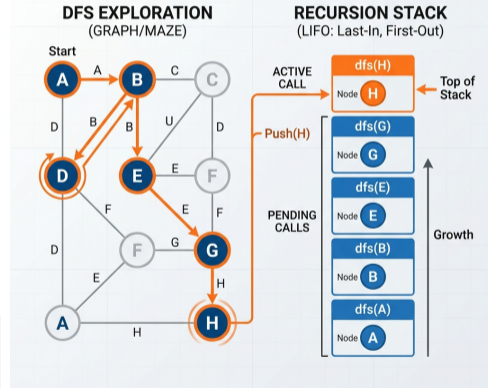 DFS EXPLORATION
(GRAPH/MAZE)
Start
A
A
B
C
C
D
B
B
U
D
D
E
E
F
F
E
F
D
F
G
G
E
H
A
H
H
RECURSION STACK
(LIFO: Last-In, First-Out)
ACTIVE
CALL
dfs(H)
Node H
Top of
Stack
Push(H)
dfs(G)
Node G
PENDING
CALLS
dfs(E)
Node E
Growth
dfs(B)
Node B
dfs(A)
Node A